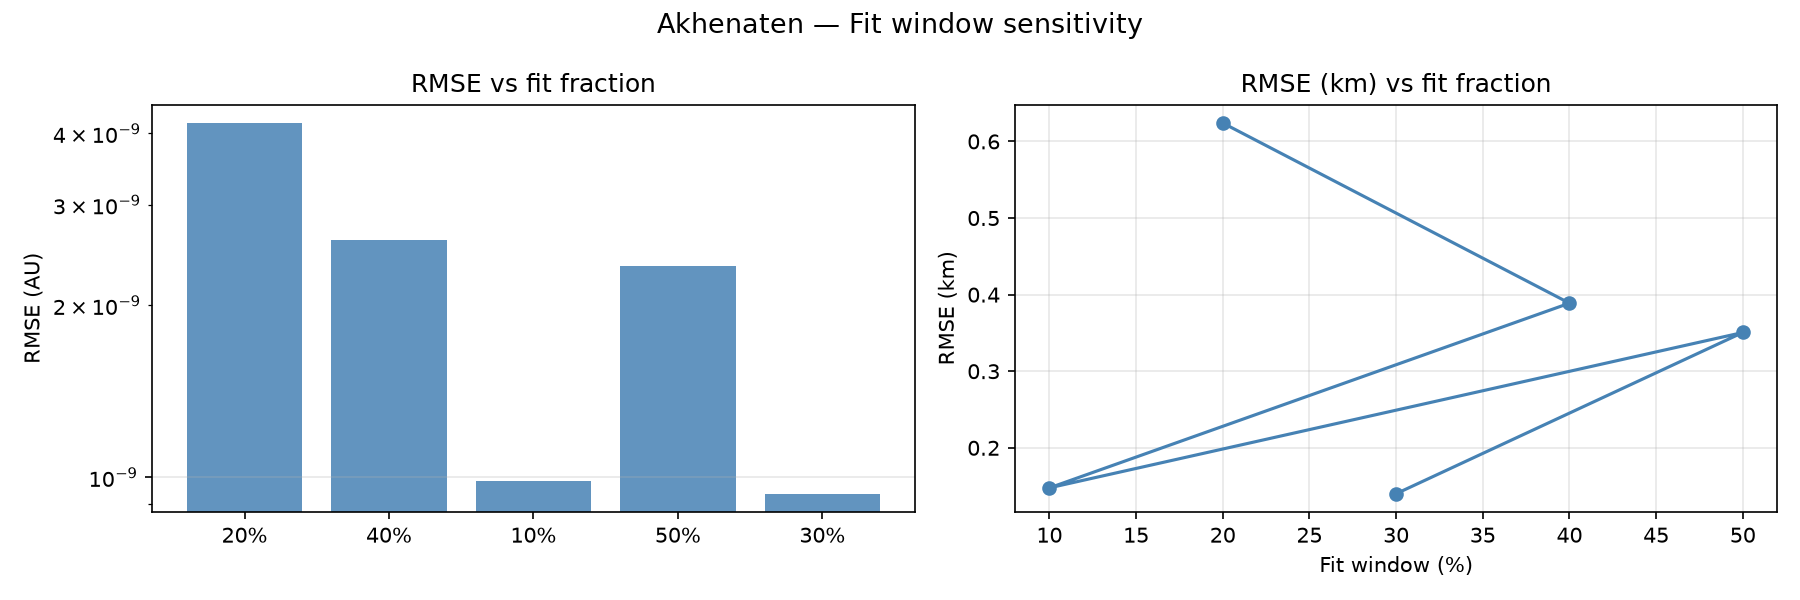 Akhenaten — Fit window sensitivity
RMSE vs fit fraction
RMSE (AU)
4 × 10⁻⁹
3 × 10⁻⁹
2 × 10⁻⁹
10⁻⁹
20% 40% 10% 50% 30%
RMSE (km) vs fit fraction
RMSE (km)
0.6
0.5
0.4
0.3
0.2
10 15 20 25 30 35 40 45 50
Fit window (%)